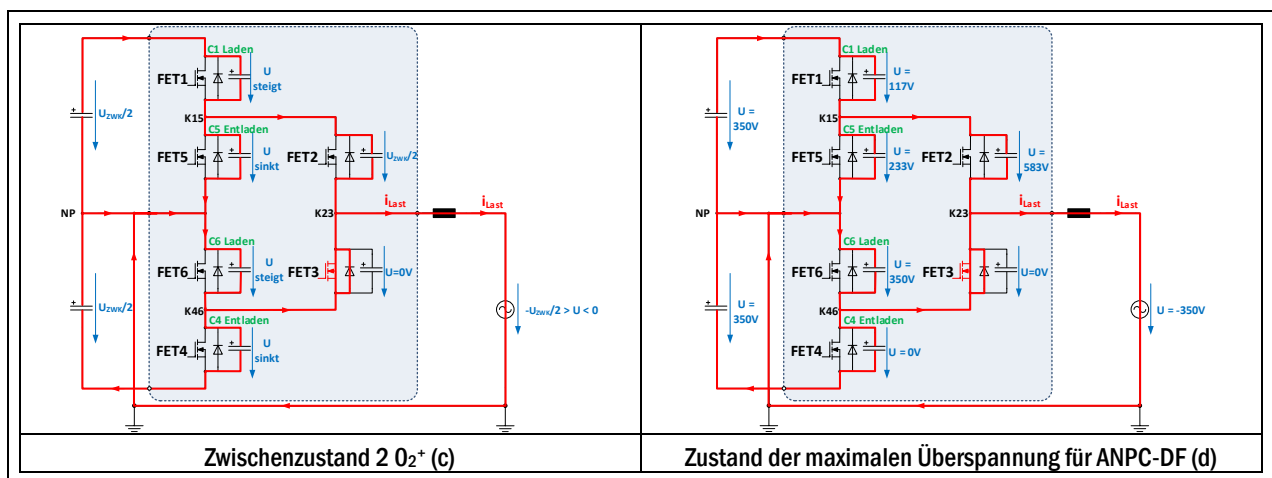 C1 Laden
FET1
U
steigt
+
UZWK/2
K15
C5 Entladen
FET5
U
sinkt
FET2
UZWK/2
NP
K23
iLast
iLast
C6 Laden
FET6
U
steigt
FET3
U=0V
UZWK/2
K46
C4 Entladen
FET4
U
sinkt
-UZWK/2 > U < 0
Zwischenzustand 2 O₂⁺ (c)
C1 Laden
FET1
U =
117V
+
U =
350V
K15
C5 Entladen
FET5
U =
233V
FET2
U =
583V
NP
K23
iLast
iLast
C6 Laden
FET6
U =
350V
FET3
U=0V
U =
350V
K46
C4 Entladen
FET4
U = 0V
U = -350V
Zustand der maximalen Überspannung für ANPC-DF (d)